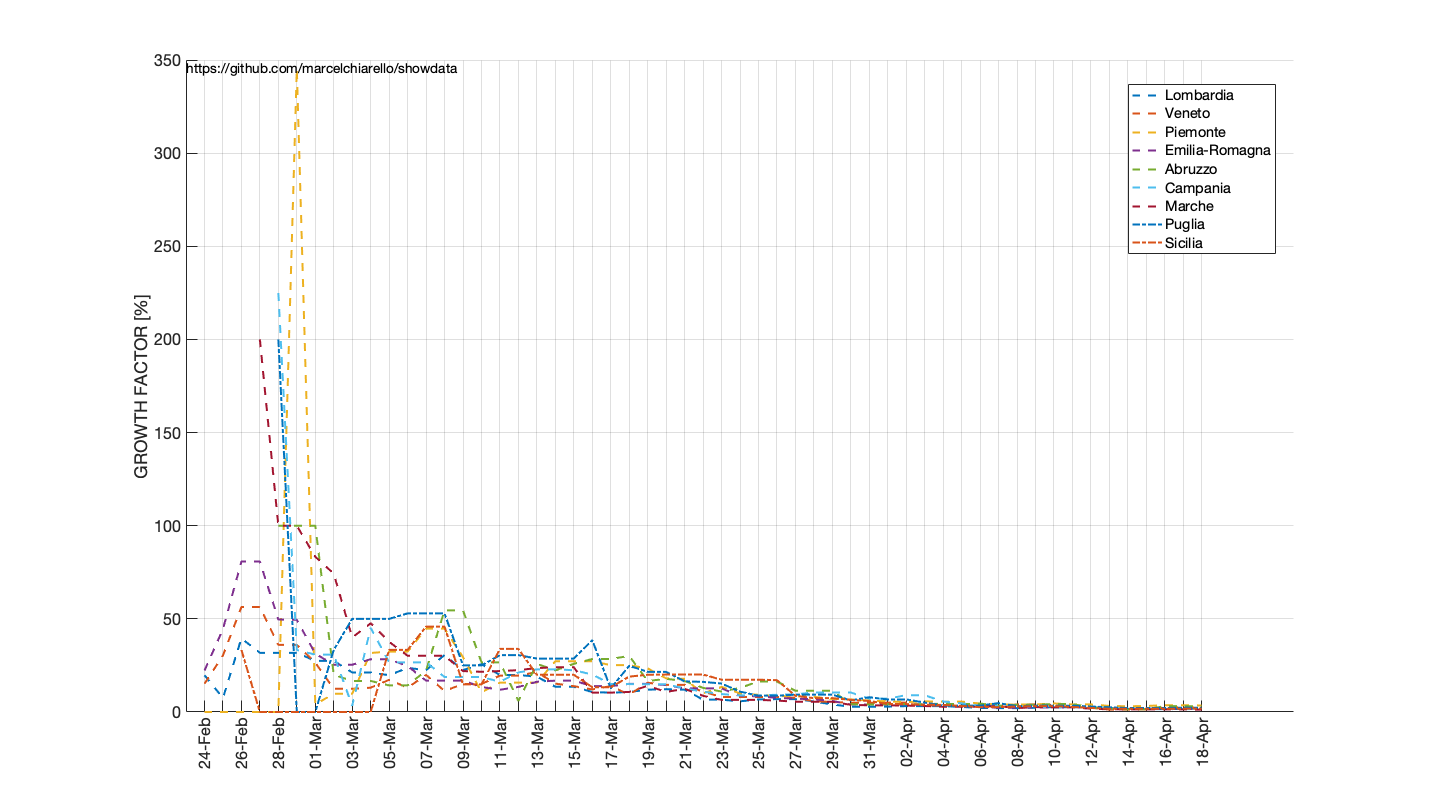 https://github.com/marcelchiarello/showdata
GROWTH FACTOR [%]
350
300
250
200
150
100
50
0
Lombardia
Veneto
Piemonte
Emilia-Romagna
Abruzzo
Campania
Marche
Puglia
Sicilia
24-Feb
26-Feb
28-Feb
01-Mar
03-Mar
05-Mar
07-Mar
09-Mar
11-Mar
13-Mar
15-Mar
17-Mar
19-Mar
21-Mar
23-Mar
25-Mar
27-Mar
29-Mar
31-Mar
02-Apr
04-Apr
06-Apr
08-Apr
10-Apr
12-Apr
14-Apr
16-Apr
18-Apr